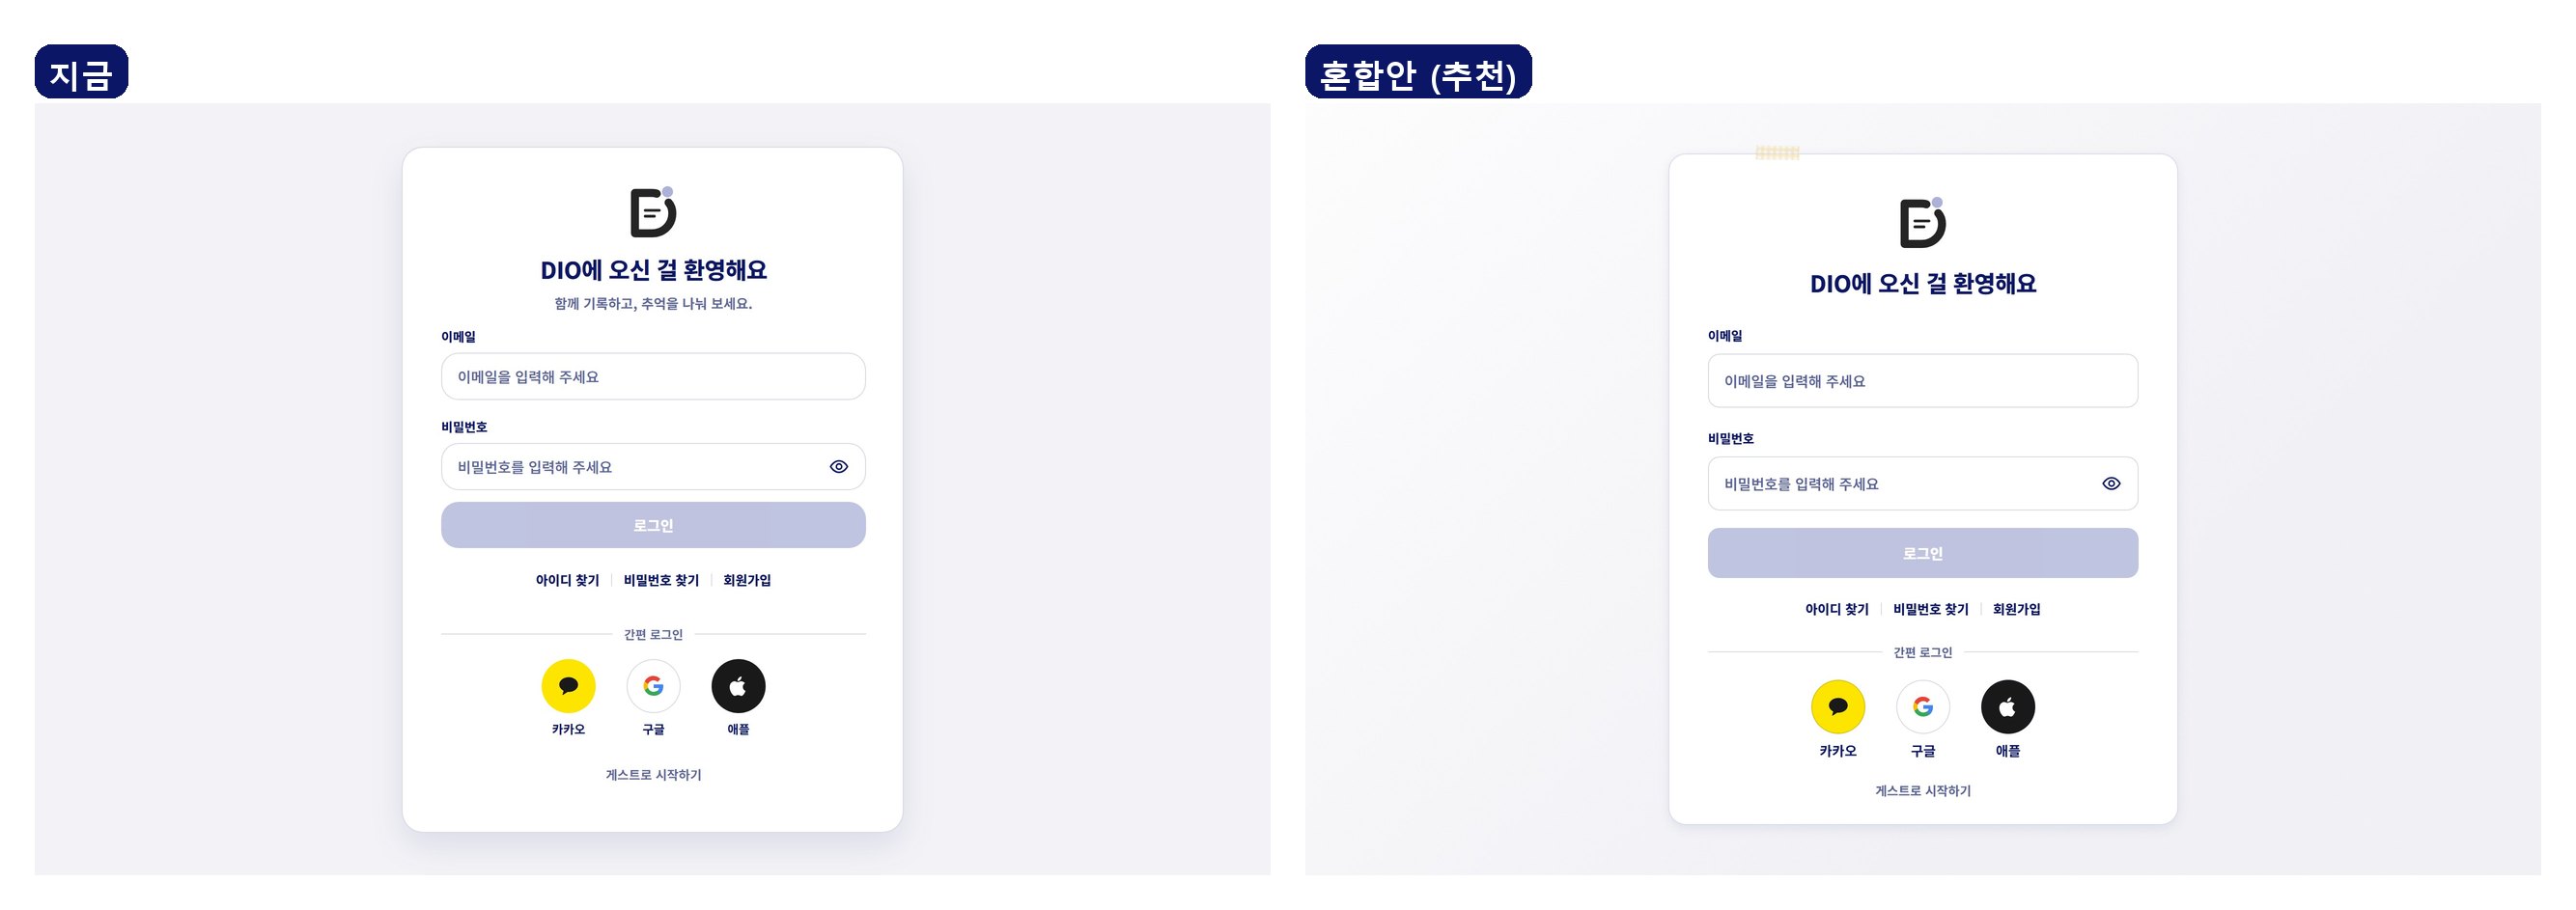 지금
DIO에 오신 걸 환영해요
함께 기록하고, 추억을 나눠 보세요.
이메일
이메일을 입력해 주세요
비밀번호
비밀번호를 입력해 주세요
로그인
아이디 찾기 | 비밀번호 찾기 | 회원가입
간편 로그인
카카오 구글 애플
게스트로 시작하기
혼합안 (추천)
DIO에 오신 걸 환영해요
이메일
이메일을 입력해 주세요
비밀번호
비밀번호를 입력해 주세요
로그인
아이디 찾기 | 비밀번호 찾기 | 회원가입
간편 로그인
카카오 구글 애플
게스트로 시작하기